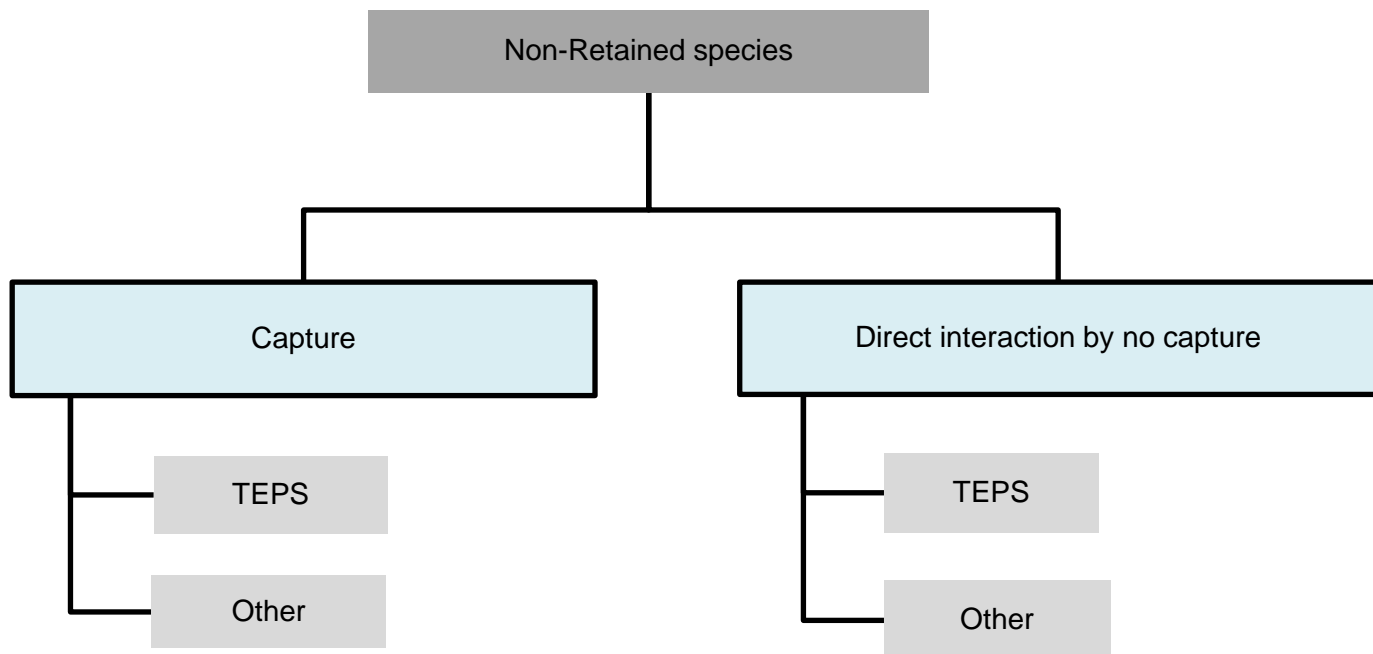 Non-Retained species
Capture
Direct interaction by no capture
TEPS
TEPS
Other
Other